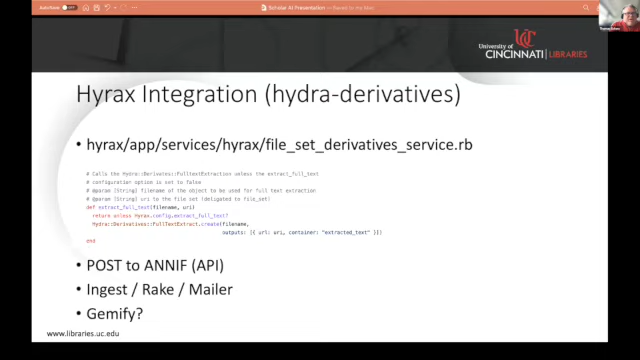 AutoSave OFF
Scholar AI Presentation — Saved to my Mac
University of
CINCINNATI | LIBRARIES
Hyrax Integration (hydra-derivatives)
• hyrax/app/services/hyrax/file_set_derivatives_service.rb
# Calls the Hydra::Derivates::FulltextExtraction unless the extract_full_text
# configuration option is set to false
# @param [String] filename of the object to be used for full text extraction
# @param [String] uri to the file set (delegated to file_set)
def extract_full_text(filename, uri)
return unless Hyrax.config.extract_full_text?
Hydra::Derivatives::FullTextExtract.create(filename,
outputs: [{ url: uri, container: "extracted_text" }])
end
• POST to ANNIF (API)
• Ingest / Rake / Mailer
• Gemify?
www.libraries.uc.edu